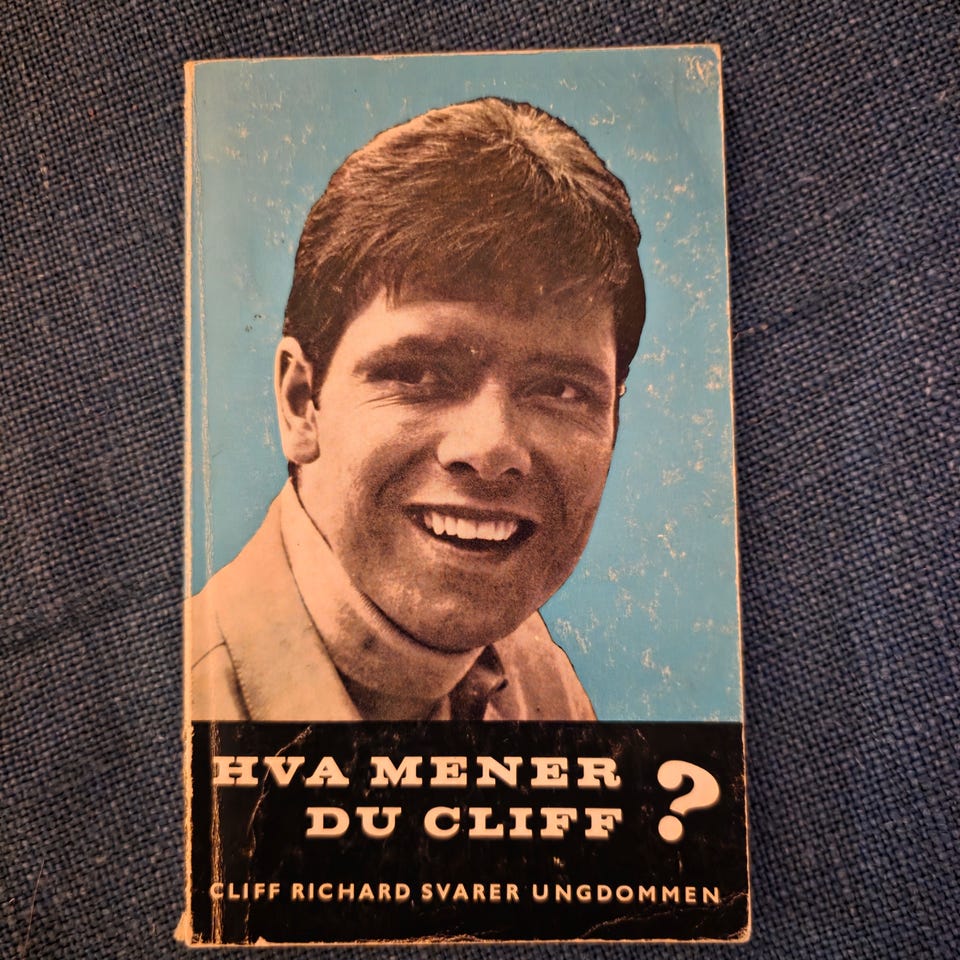 HVA MENER
DU CLIFF ?
CLIFF RICHARD SVARER UNGDOMMEN